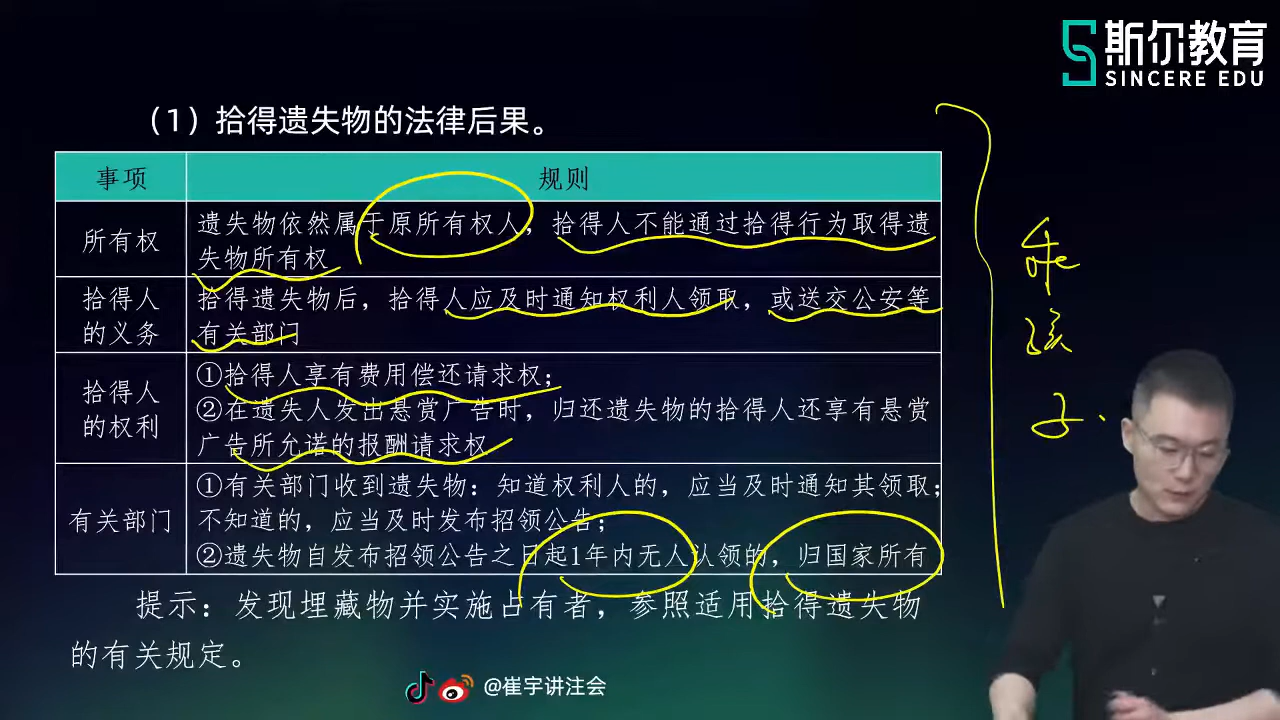 斯尔教育
SINCERE EDU
（1）拾得遗失物的法律后果。
事项 规则
所有权
遗失物依然属于原所有权人，拾得人不能通过拾得行为取得遗
失物所有权
拾得人
的义务
拾得遗失物后，拾得人应及时通知权利人领取，或送交公安等
有关部门
拾得人
的权利
①拾得人享有费用偿还请求权；
②在遗失人发出悬赏广告时，归还遗失物的拾得人还享有悬赏
广告所允诺的报酬请求权
有关部门
①有关部门收到遗失物：知道权利人的，应当及时通知其领取；
不知道的，应当及时发布招领公告；
②遗失物自发布招领公告之日起1年内无人认领的，归国家所有
提示：发现埋藏物并实施占有者，参照适用拾得遗失物
的有关规定。
@崔宇讲注会
孩
子